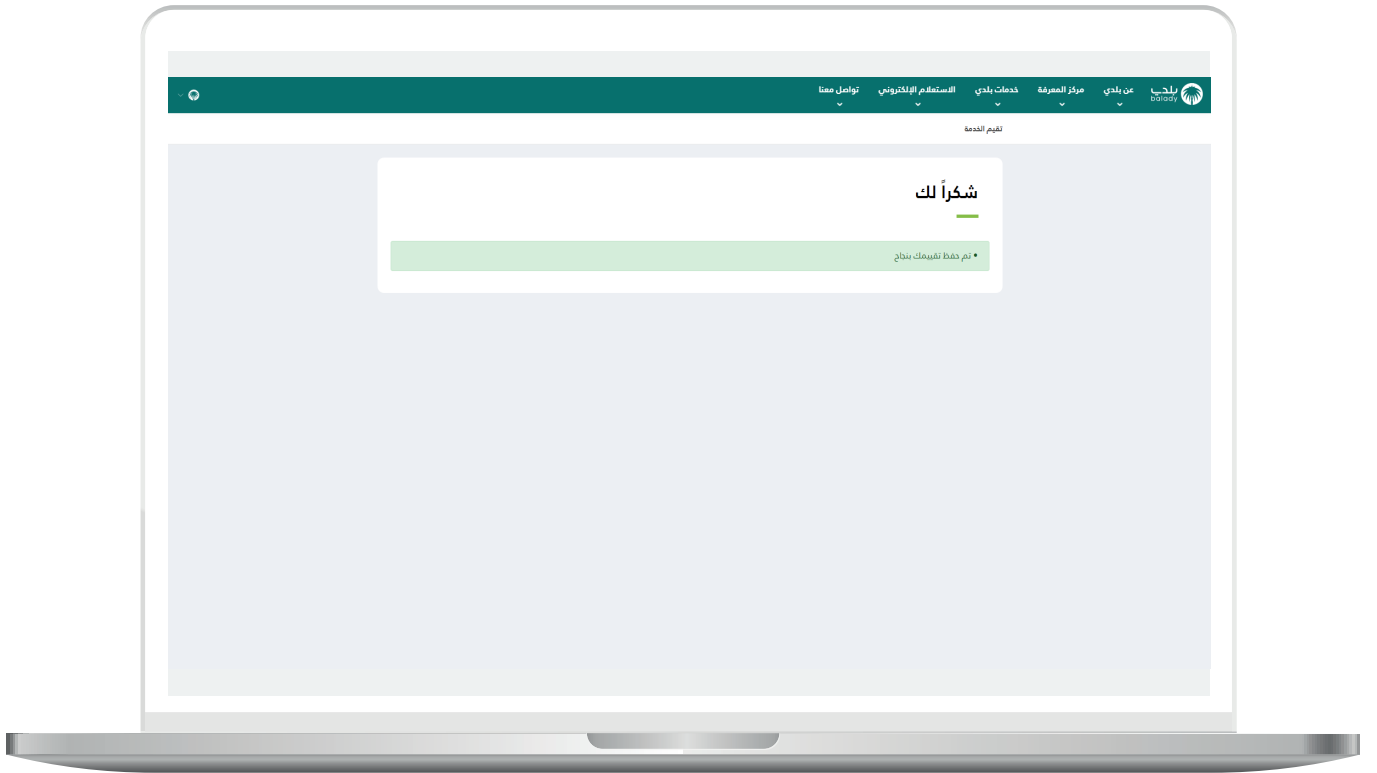 بلدي
balady
عن بلدي
مركز المعرفة
خدمات بلدي
الاستعلام الإلكتروني
تواصل معنا
تقيم الخدمة
شكراً لك
• تم حفظ تقييمك بنجاح